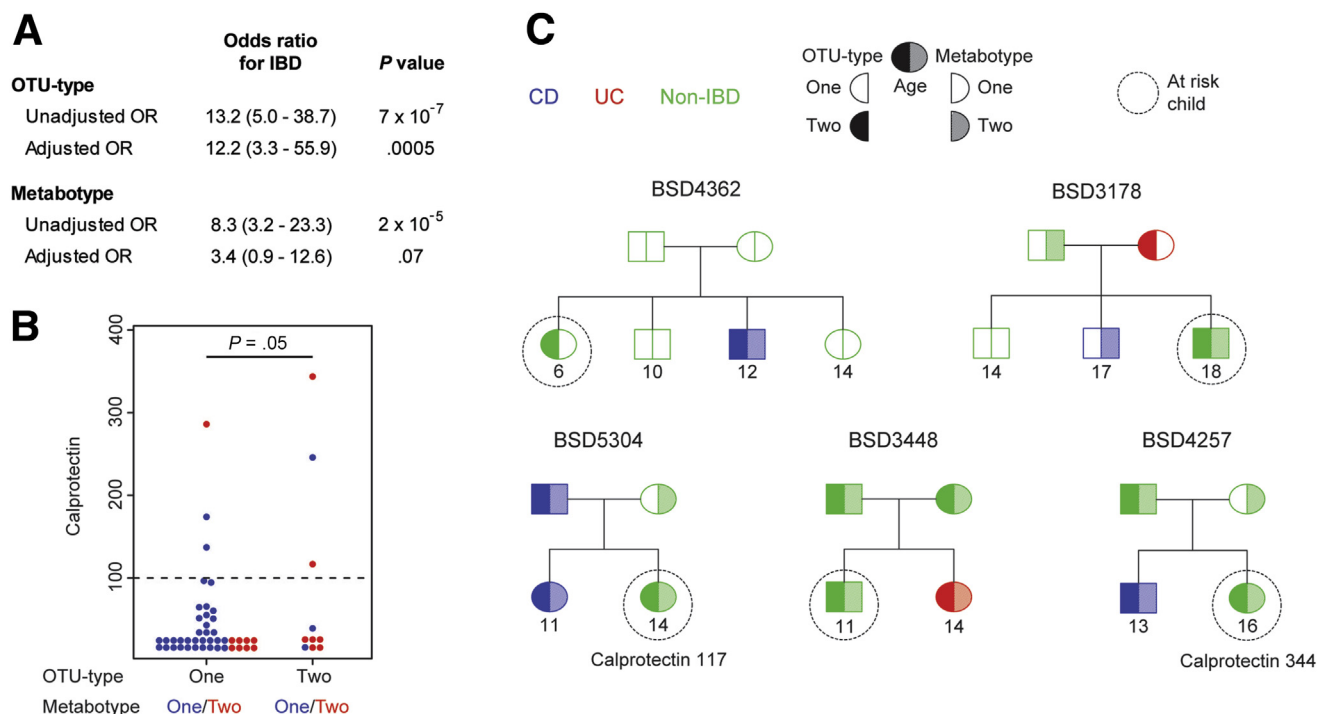 A
Odds ratio
for IBD
P value
OTU-type
Unadjusted OR 13.2 (5.0 - 38.7) 7 x 10⁻⁷
Adjusted OR 12.2 (3.3 - 55.9) .0005
Metabotype
Unadjusted OR 8.3 (3.2 - 23.3) 2 x 10⁻⁵
Adjusted OR 3.4 (0.9 - 12.6) .07
B
P = .05
400
300
200
100
Calprotectin
OTU-type One Two
Metabotype One/Two One/Two
C
CD UC Non-IBD
OTU-type Metabotype
One Age One
Two Two
At risk
child
BSD4362
6 10 12 14
BSD3178
14 17 18
BSD5304
11 14
Calprotectin 117
BSD3448
11 14
BSD4257
13 16
Calprotectin 344